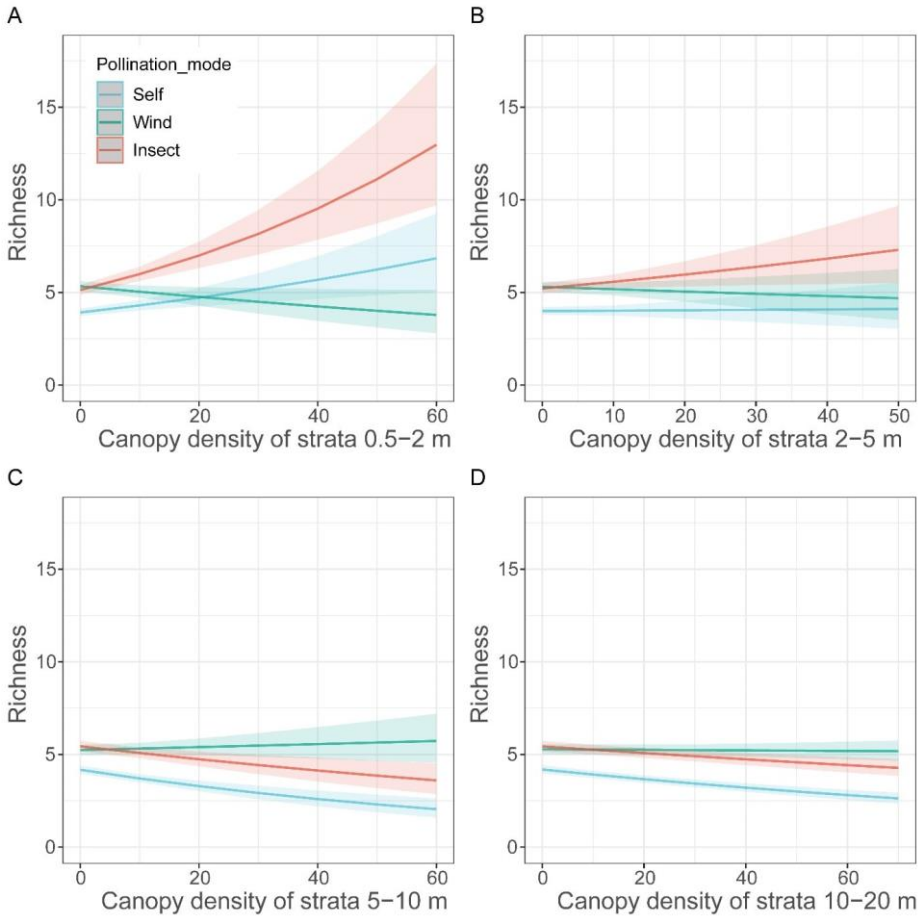 A
Pollination_mode
Self
Wind
Insect
Richness
15
10
5
0
0 20 40 60
Canopy density of strata 0.5−2 m
B
Richness
15
10
5
0
0 10 20 30 40 50
Canopy density of strata 2−5 m
C
Richness
15
10
5
0
0 20 40 60
Canopy density of strata 5−10 m
D
Richness
15
10
5
0
0 20 40 60
Canopy density of strata 10−20 m